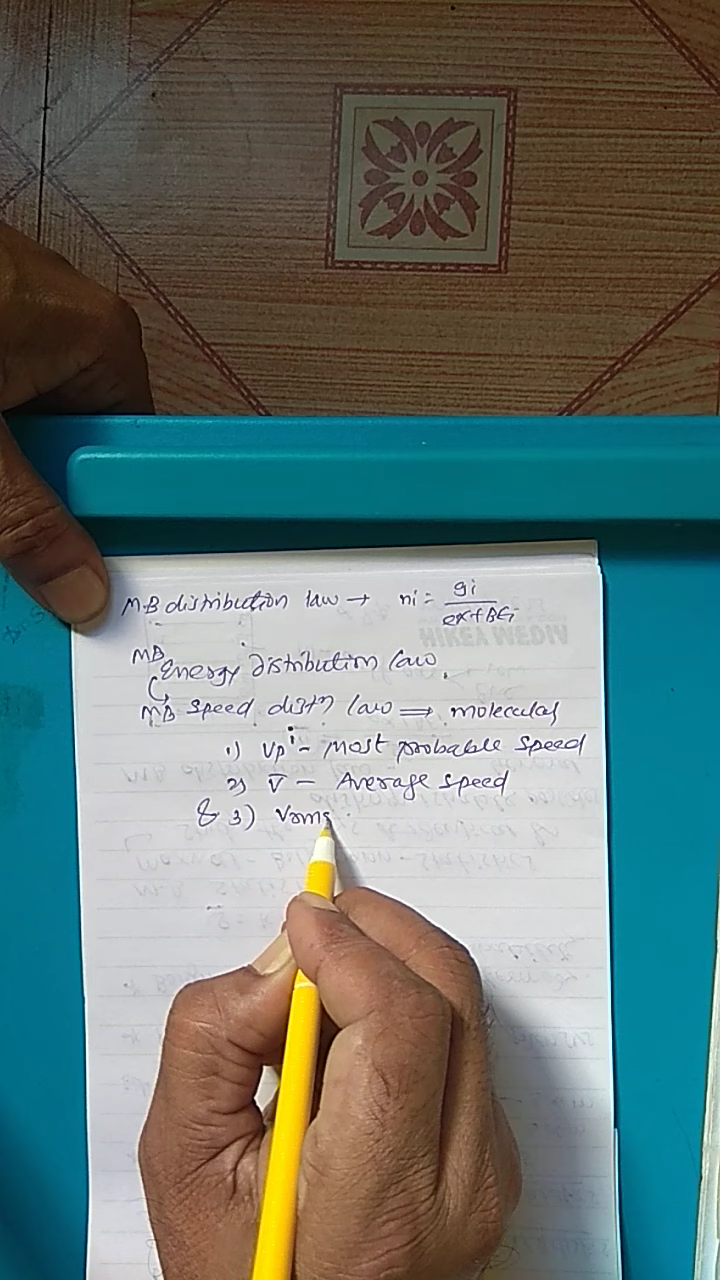 M.B distribution law → ni = gi / eα+βEi
MB Energy distribution law.
MB speed distn law ⇒ molecular
1) Vp - Most probable speed
2) V̅ - Average speed
& 3) Vrms